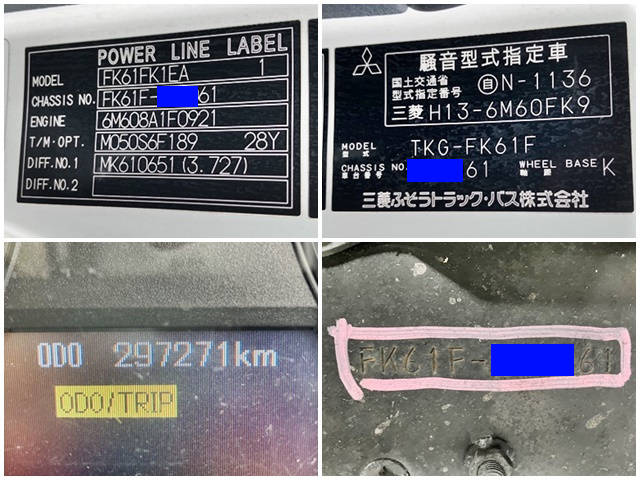 POWER LINE LABEL
MODEL FK61FK1EA 1
CHASSIS NO. FK61F- 61
ENGINE 6M608A1F0921
T/M·OPT. M050S6F189 28Y
DIFF.NO.1 MK610651 (3.727)
DIFF.NO.2
騒音型式指定車
国土交通省
型式指定番号 自N-1136
三菱 H13-6M60FK9
MODEL
型式 TKG-FK61F
CHASSIS NO.
車台番号 61 WHEEL BASE
軸距 K
三菱ふそうトラック・バス株式会社
ODO 297271km
ODO/TRIP
FK61F- 61